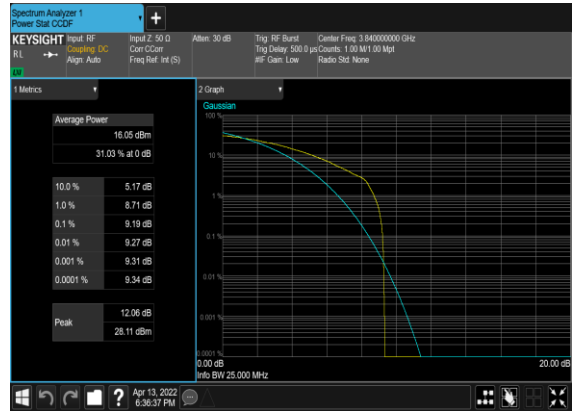 Spectrum Analyzer 1
Power Stat CCDF
+
KEYSIGHT
RL
Input: RF
Coupling: DC
Align: Auto
Input Z: 50 Ω
Corr CCorr
Freq Ref: Int (S)
Atten: 30 dB
Trig: RF Burst
Trig Delay: 500.0 µs
#IF Gain: Low
Center Freq: 3.840000000 GHz
Counts: 1.00 M/1.00 Mpt
Radio Std: None
1 Metrics
Average Power
16.05 dBm
31.03 % at 0 dB
10.0 % 5.17 dB
1.0 % 8.71 dB
0.1 % 9.19 dB
0.01 % 9.27 dB
0.001 % 9.31 dB
0.0001 % 9.34 dB
Peak
12.06 dB
28.11 dBm
2 Graph
Gaussian
100 %
10 %
1 %
0.1 %
0.01 %
0.001 %
0.0001 %
0.00 dB
20.00 dB
Info BW 25.000 MHz
?
Apr 13, 2022
6:36:37 PM